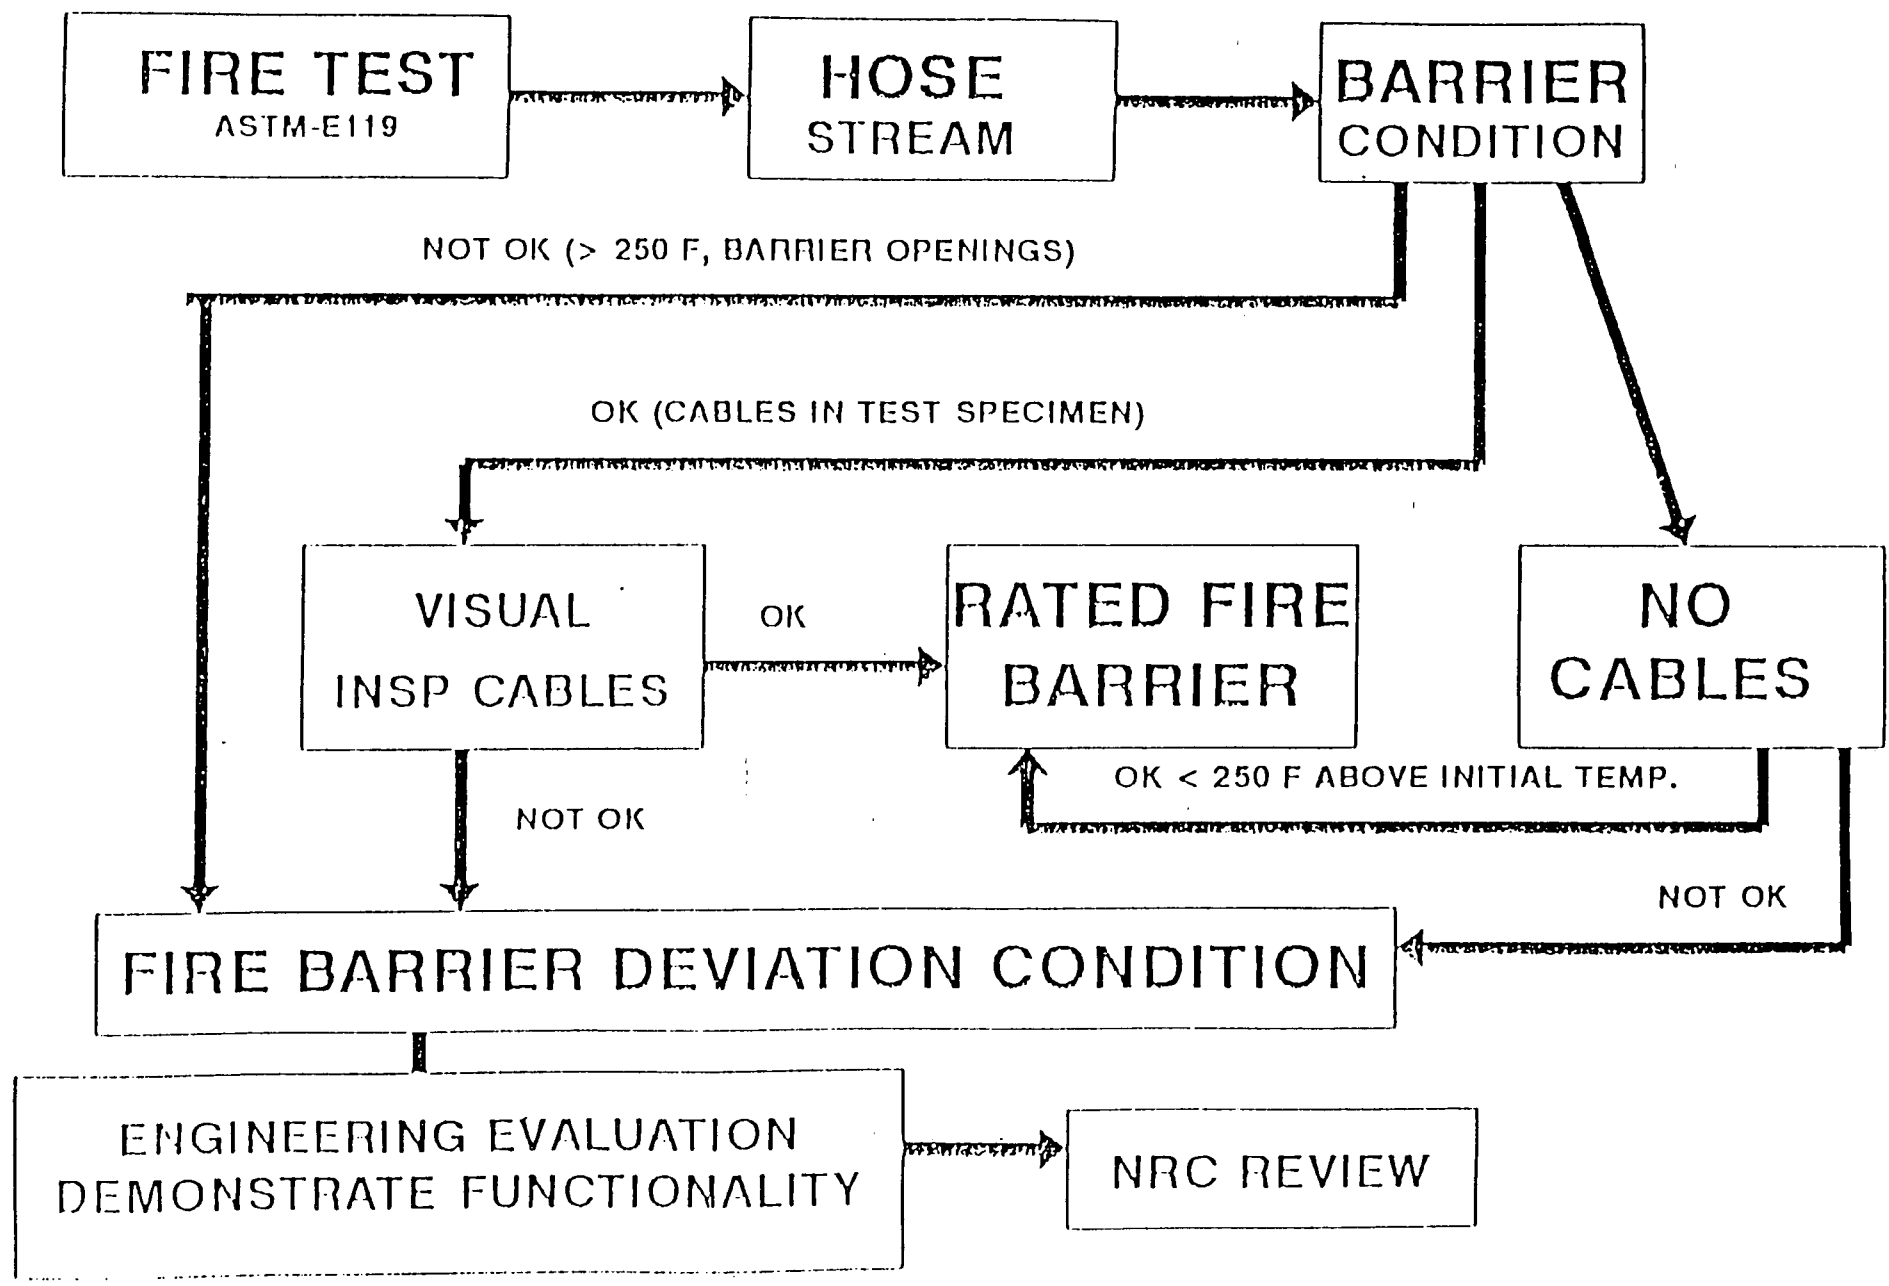 FIRE TEST
ASTM-E119
HOSE
STREAM
BARRIER
CONDITION
NOT OK (> 250 F, BARRIER OPENINGS)
OK (CABLES IN TEST SPECIMEN)
VISUAL
INSP CABLES
OK
RATED FIRE
BARRIER
NO
CABLES
OK < 250 F ABOVE INITIAL TEMP.
NOT OK
NOT OK
FIRE BARRIER DEVIATION CONDITION
ENGINEERING EVALUATION
DEMONSTRATE FUNCTIONALITY
NRC REVIEW